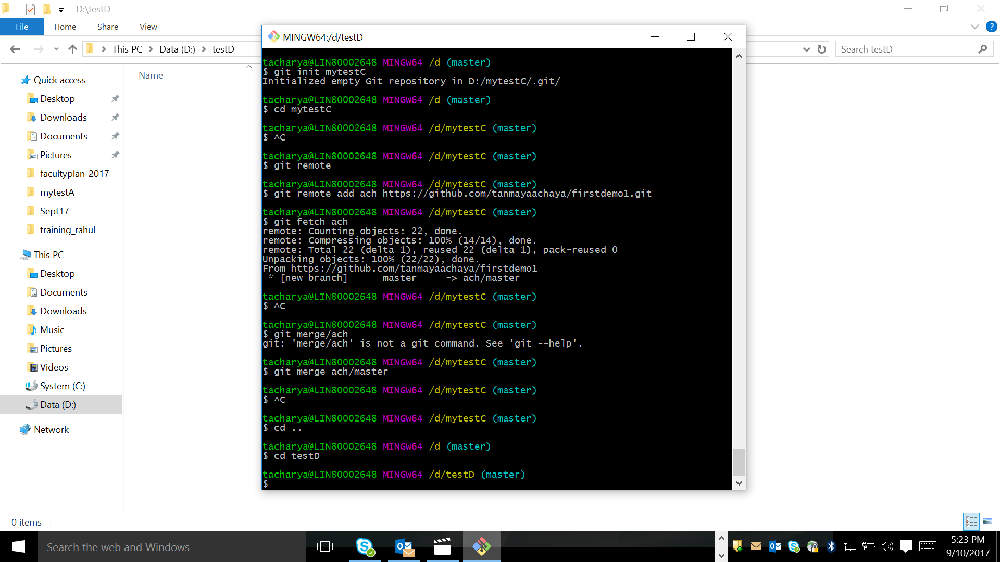 D:\testD
File Home Share View
This PC Data (D:) testD
Search testD
Name
Quick access
Desktop
Downloads
Documents
Pictures
facultyplan_2017
mytestA
Sept17
training_rahul
This PC
Desktop
Documents
Downloads
Music
Pictures
Videos
System (C:)
Data (D:)
Network
0 items
MINGW64:/d/testD
tacharya@LIN80002648 MINGW64 /d (master)
$ git init mytestC
Initialized empty Git repository in D:/mytestC/.git/
tacharya@LIN80002648 MINGW64 /d (master)
$ cd mytestC
tacharya@LIN80002648 MINGW64 /d/mytestC (master)
$ ^C
tacharya@LIN80002648 MINGW64 /d/mytestC (master)
$ git remote
tacharya@LIN80002648 MINGW64 /d/mytestC (master)
$ git remote add ach https://github.com/tanmayaachaya/firstdemo1.git
tacharya@LIN80002648 MINGW64 /d/mytestC (master)
$ git fetch ach
remote: Counting objects: 22, done.
remote: Compressing objects: 100% (14/14), done.
remote: Total 22 (delta 1), reused 22 (delta 1), pack-reused 0
Unpacking objects: 100% (22/22), done.
From https://github.com/tanmayaachaya/firstdemo1
* [new branch]      master     -> ach/master
tacharya@LIN80002648 MINGW64 /d/mytestC (master)
$ ^C
tacharya@LIN80002648 MINGW64 /d/mytestC (master)
$ git merge/ach
git: 'merge/ach' is not a git command. See 'git --help'.
tacharya@LIN80002648 MINGW64 /d/mytestC (master)
$ git merge ach/master
tacharya@LIN80002648 MINGW64 /d/mytestC (master)
$ ^C
tacharya@LIN80002648 MINGW64 /d/mytestC (master)
$ cd ..
tacharya@LIN80002648 MINGW64 /d (master)
$ cd testD
tacharya@LIN80002648 MINGW64 /d/testD (master)
$
Search the web and Windows
5:23 PM
9/10/2017